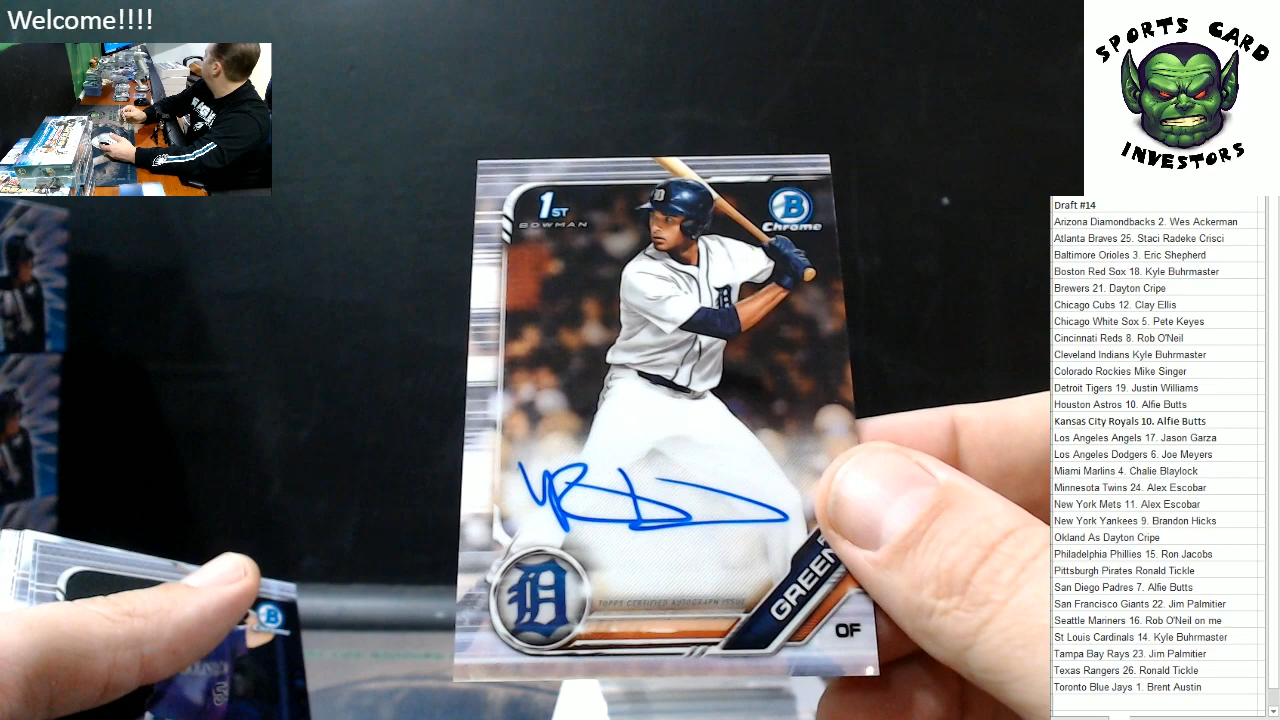 Welcome!!!!
SPORTS CARD
INVESTORS
1ST
BOWMAN
B
Chrome
D
TOPPS CERTIFIED AUTOGRAPH ISSUE
GREEN
OF
B
Draft #14
Arizona Diamondbacks 2. Wes Ackerman
Atlanta Braves 25. Staci Radeke Crisci
Baltimore Orioles 3. Eric Shepherd
Boston Red Sox 18. Kyle Buhrmaster
Brewers 21. Dayton Cripe
Chicago Cubs 12. Clay Ellis
Chicago White Sox 5. Pete Keyes
Cincinnati Reds 8. Rob O'Neil
Cleveland Indians Kyle Buhrmaster
Colorado Rockies Mike Singer
Detroit Tigers 19. Justin Williams
Houston Astros 10. Alfie Butts
Kansas City Royals 10. Alfie Butts
Los Angeles Angels 17. Jason Garza
Los Angeles Dodgers 6. Joe Meyers
Miami Marlins 4. Chalie Blaylock
Minnesota Twins 24. Alex Escobar
New York Mets 11. Alex Escobar
New York Yankees 9. Brandon Hicks
Okland As Dayton Cripe
Philadelphia Phillies 15. Ron Jacobs
Pittsburgh Pirates Ronald Tickle
San Diego Padres 7. Alfie Butts
San Francisco Giants 22. Jim Palmitier
Seattle Mariners 16. Rob O'Neil on me
St Louis Cardinals 14. Kyle Buhrmaster
Tampa Bay Rays 23. Jim Palmitier
Texas Rangers 26. Ronald Tickle
Toronto Blue Jays 1. Brent Austin